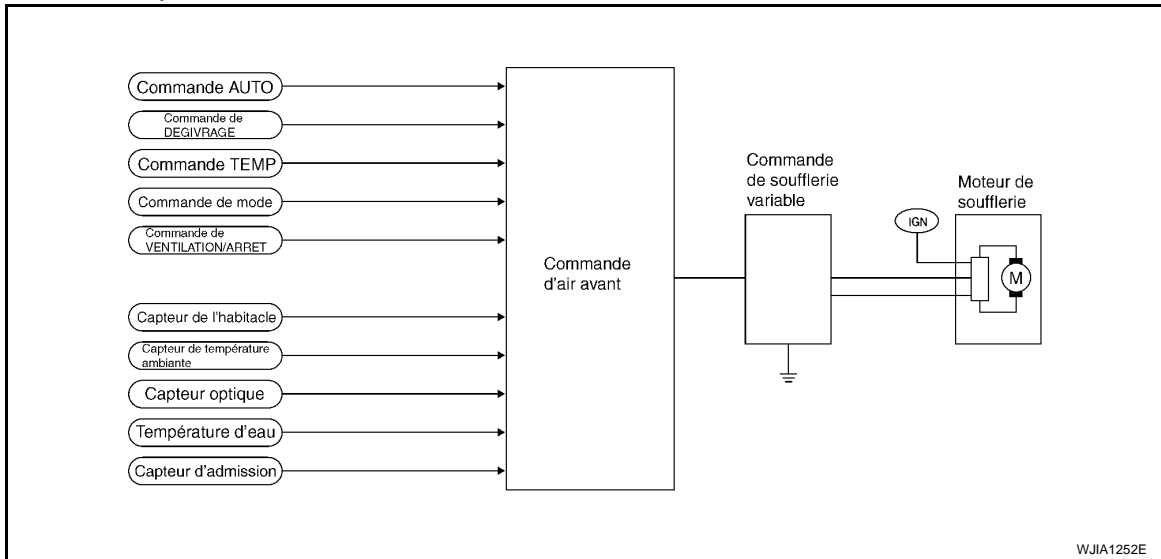 Commande AUTO
Commande de
DEGIVRAGE
Commande TEMP
Commande de mode
Commande de
VENTILATION/ARRET
Capteur de l'habitacle
Capteur de température
ambiante
Capteur optique
Température d'eau
Capteur d'admission
Commande
d'air avant
Commande
de soufflerie
variable
IGN
Moteur de
soufflerie
M
WJIA1252E